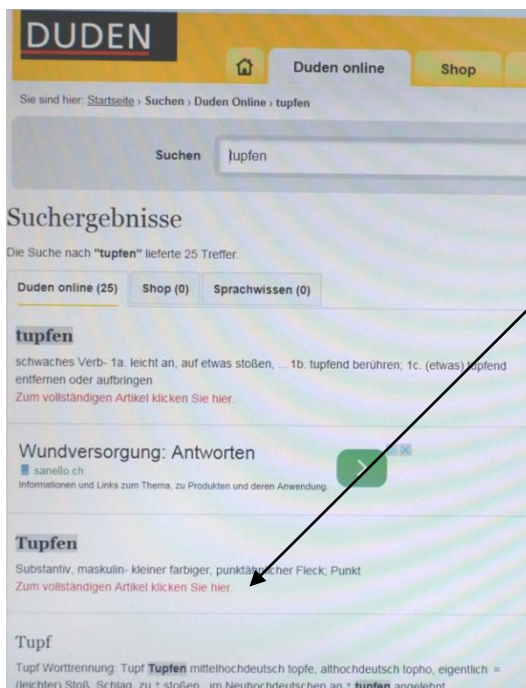 DUDEN
Duden online
Shop
Sie sind hier: Startseite › Suchen › Duden Online › tupfen
Suchen
tupfen
Suchergebnisse
Die Suche nach "tupfen" lieferte 25 Treffer.
Duden online (25)
Shop (0)
Sprachwissen (0)
tupfen
schwaches Verb- 1a. leicht an, auf etwas stoßen, ... 1b. tupfend berühren; 1c. (etwas) tupfend
entfernen oder aufbringen
Zum vollständigen Artikel klicken Sie hier.
Wundversorgung: Antworten
sanello.ch
Informationen und Links zum Thema, zu Produkten und deren Anwendung.
Tupfen
Substantiv, maskulin- kleiner farbiger, punktähnlicher Fleck; Punkt
Zum vollständigen Artikel klicken Sie hier.
Tupf
Tupf Worttrennung: Tupf Tupfen mittelhochdeutsch topfe, althochdeutsch topho, eigentlich =
(leichter) Stoß, Schlag, zu ↑ stoßen, im Neuhochdeutschen an ↑ tupfen angelehnt